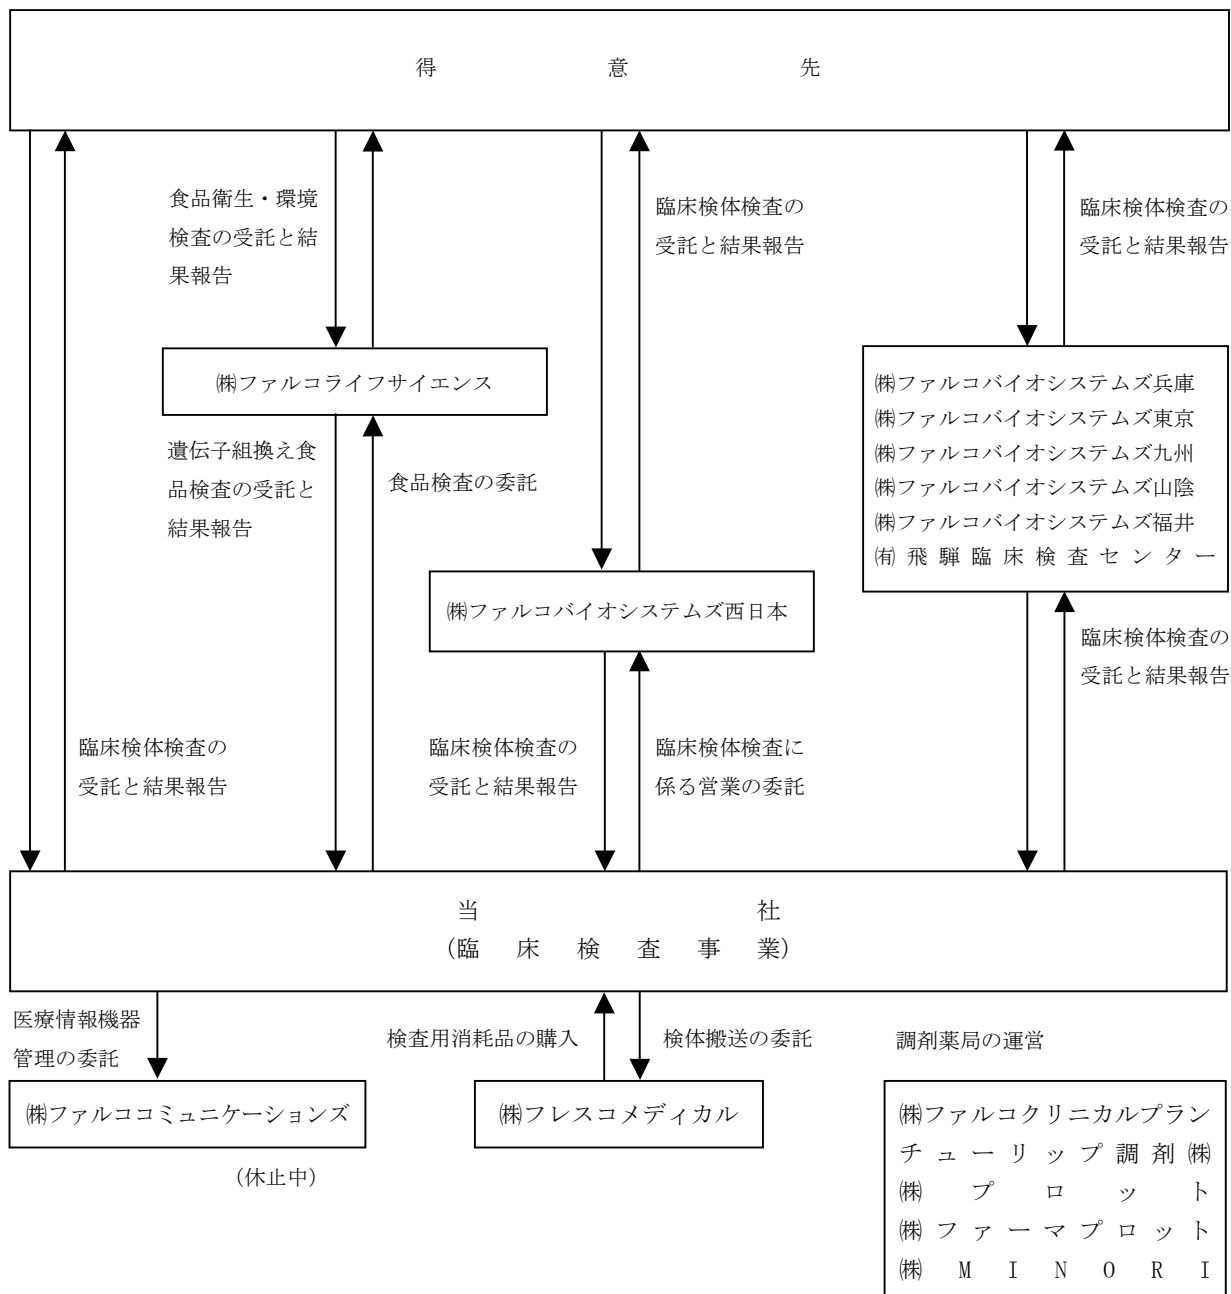 得意先
食品衛生・環境
検査の受託と結
果報告
臨床検体検査の
受託と結果報告
臨床検体検査の
受託と結果報告
㈱ファルコライフサイエンス
㈱ファルコバイオシステムズ兵庫
㈱ファルコバイオシステムズ東京
㈱ファルコバイオシステムズ九州
㈱ファルコバイオシステムズ山陰
㈱ファルコバイオシステムズ福井
㈲飛騨臨床検査センター
遺伝子組換え食
品検査の受託と
結果報告
食品検査の委託
㈱ファルコバイオシステムズ西日本
臨床検体検査の
受託と結果報告
臨床検体検査の
受託と結果報告
臨床検体検査の
受託と結果報告
臨床検体検査に
係る営業の委託
当社
(臨床検査事業)
医療情報機器
管理の委託
検査用消耗品の購入
検体搬送の委託
調剤薬局の運営
㈱ファルココミュニケーションズ
(休止中)
㈱フレスコメディカル
㈱ファルコクリニカルプラン
チューリップ調剤㈱
㈱プロット
㈱ファーマプロット
㈱MINORI